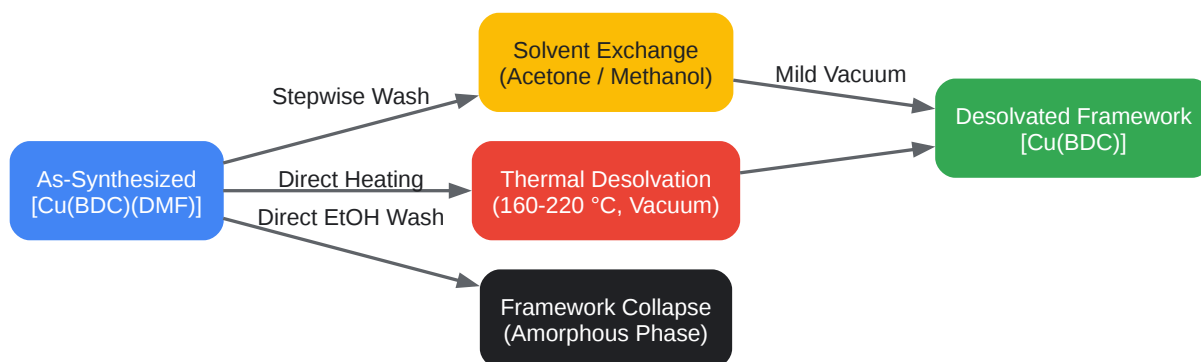 Solvent Exchange
(Acetone / Methanol)
Mild Vacuum
Stepwise Wash
Desolvated Framework
[Cu(BDC)]
As-Synthesized
[Cu(BDC)(DMF)]
Direct Heating
Thermal Desolvation
(160-220 °C, Vacuum)
Direct EtOH Wash
Framework Collapse
(Amorphous Phase)